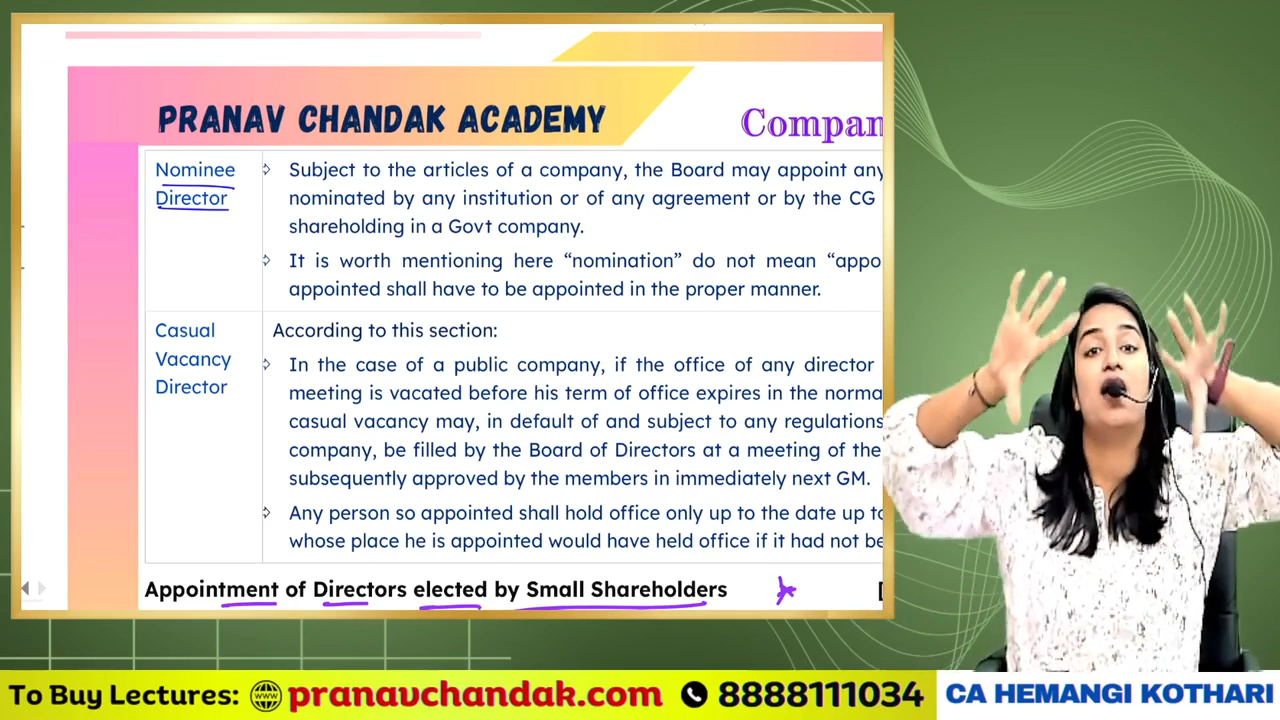 PRANAV CHANDAK ACADEMY
Compan
Nominee
Director
Subject to the articles of a company, the Board may appoint any
nominated by any institution or of any agreement or by the CG
shareholding in a Govt company.
It is worth mentioning here “nomination” do not mean “appo
appointed shall have to be appointed in the proper manner.
Casual
Vacancy
Director
According to this section:
In the case of a public company, if the office of any director
meeting is vacated before his term of office expires in the norma
casual vacancy may, in default of and subject to any regulations
company, be filled by the Board of Directors at a meeting of the
subsequently approved by the members in immediately next GM.
Any person so appointed shall hold office only up to the date up to
whose place he is appointed would have held office if it had not be
Appointment of Directors elected by Small Shareholders [
To Buy Lectures: pranavchandak.com 8888111034 CA HEMANGI KOTHARI